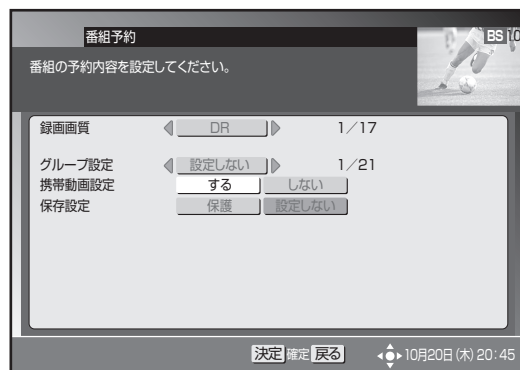 番組予約
BS 10
番組の予約内容を設定してください。
録画画質 DR 1/17
グループ設定 設定しない 1/21
携帯動画設定 する しない
保存設定 保護 設定しない
決定 確定 戻る 10月20日(木) 20:45